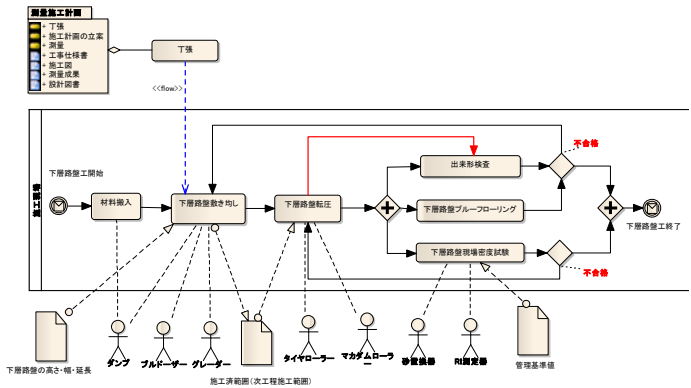 測量施工計画
+ 丁張
+ 施工計画の立案
+ 測量
+ 工事仕様書
+ 施工図
+ 測量成果
+ 設計図書
丁張
<<flow>>
施工現場
下層路盤工開始
材料搬入
下層路盤敷き均し
下層路盤転圧
出来形検査
下層路盤プルーフローリング
下層路盤現場密度試験
不合格
不合格
下層路盤工終了
下層路盤の高さ・幅・延長
ダンプ
ブルドーザー
グレーダー
施工済範囲(次工程施工範囲)
タイヤローラー
マカダムローラ
ー
砂置換器
RI測定器
管理基準値